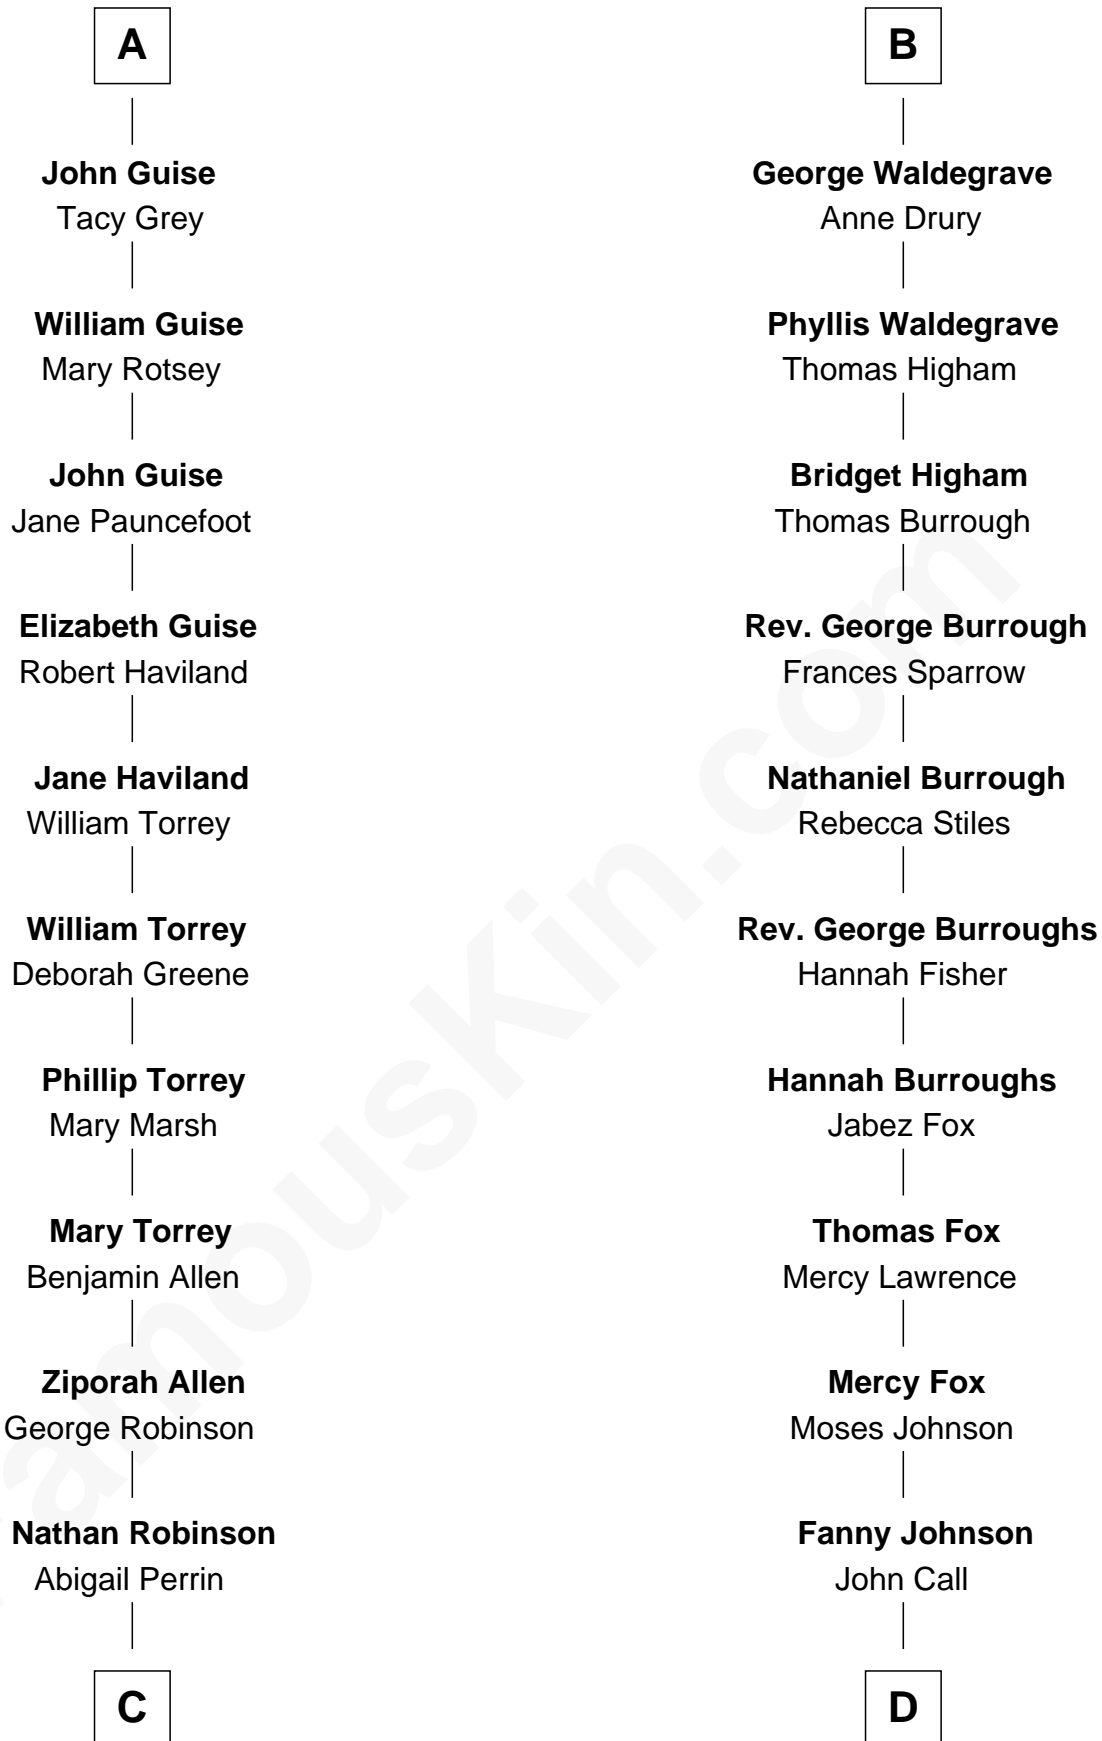 A
John Guise
Tacy Grey
William Guise
Mary Rotsey
John Guise
Jane Pauncefoot
Elizabeth Guise
Robert Haviland
Jane Haviland
William Torrey
William Torrey
Deborah Greene
Phillip Torrey
Mary Marsh
Mary Torrey
Benjamin Allen
Ziporah Allen
George Robinson
Nathan Robinson
Abigail Perrin
C
B
George Waldegrave
Anne Drury
Phyllis Waldegrave
Thomas Higham
Bridget Higham
Thomas Burrough
Rev. George Burrough
Frances Sparrow
Nathaniel Burrough
Rebecca Stiles
Rev. George Burroughs
Hannah Fisher
Hannah Burroughs
Jabez Fox
Thomas Fox
Mercy Lawrence
Mercy Fox
Moses Johnson
Fanny Johnson
John Call
D
famouskin.com